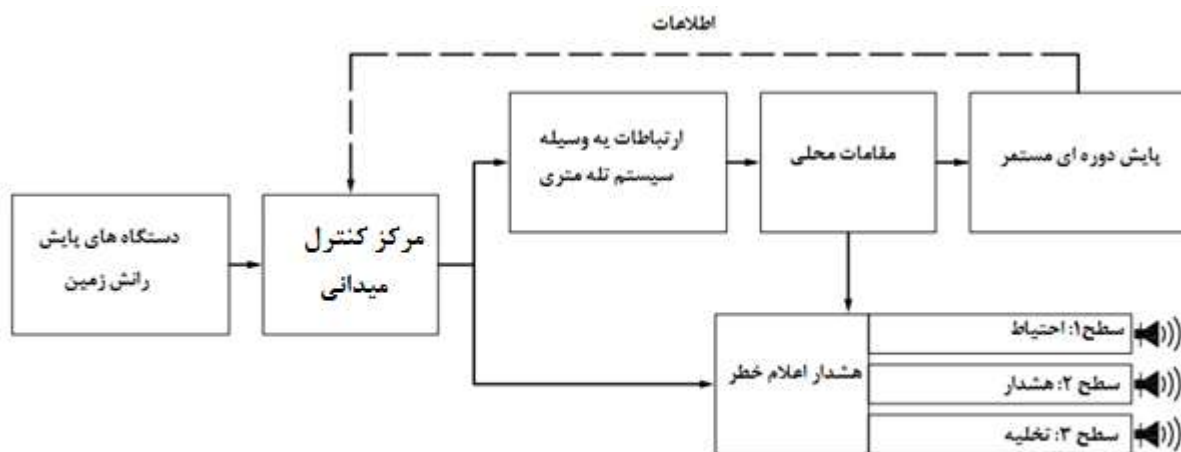 اطلاعات
ارتباطات یه وسیله
سیستم تله متری
مقامات محلی
پایش دوره ای مستمر
دستگاه های پایش
رانش زمین
مرکز کنترل
میدانی
هشدار اعلام خطر
سطح۱: احتیاط
سطح ۲: هشدار
سطح ۳: تخلیه